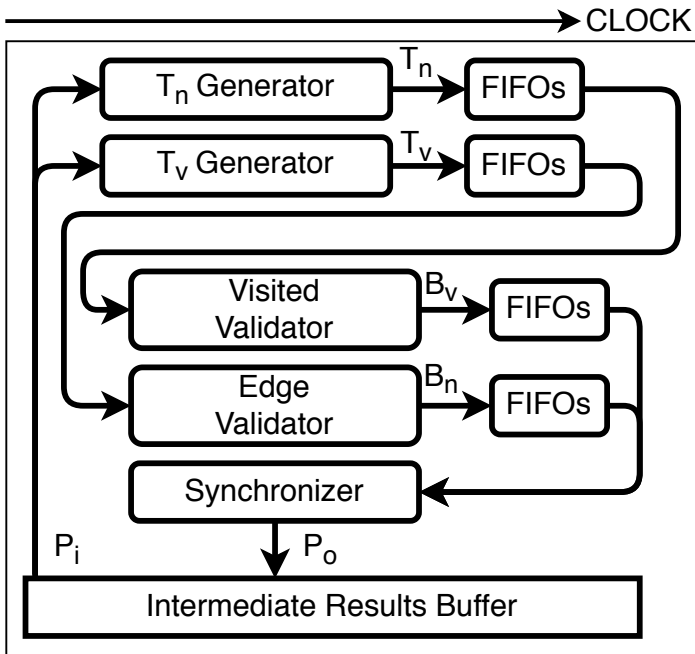 CLOCK
Tn Generator
Tn
FIFOs
Tv Generator
Tv
FIFOs
Visited
Validator
Bv
FIFOs
Edge
Validator
Bn
FIFOs
Synchronizer
Pi
Po
Intermediate Results Buffer